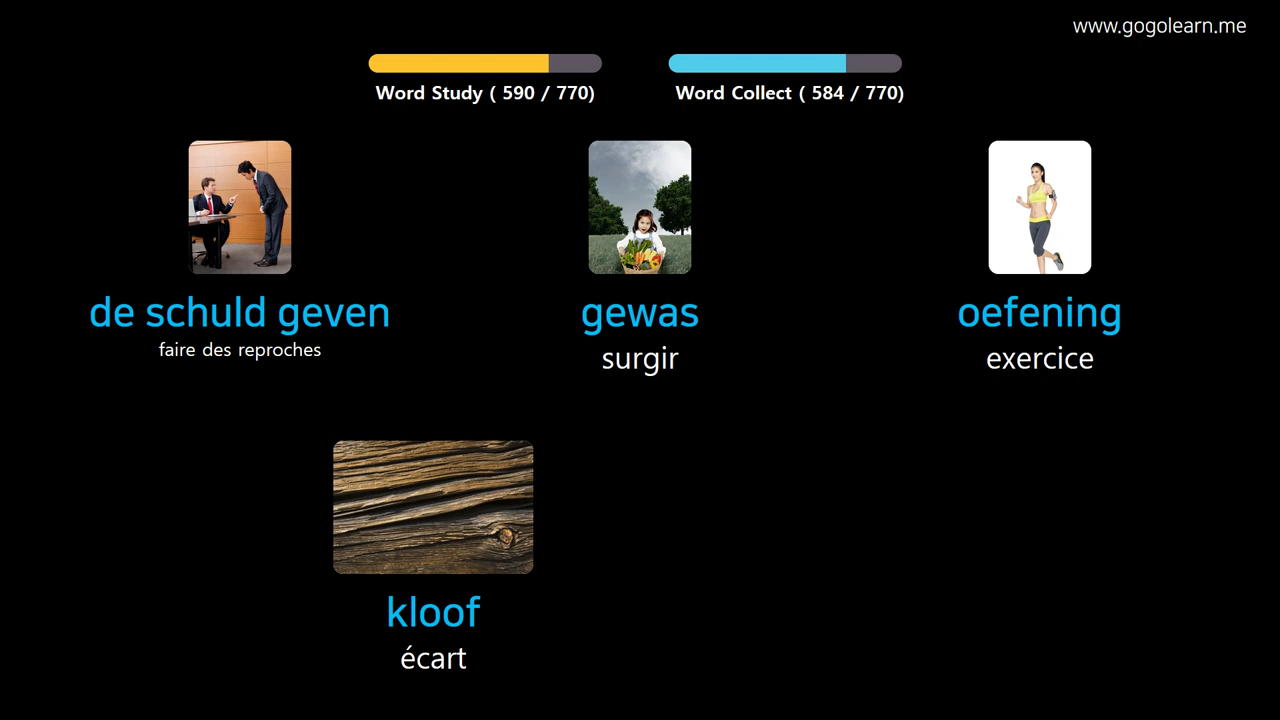 www.gogolearn.me
Word Study ( 590 / 770)
Word Collect ( 584 / 770)
de schuld geven
faire des reproches
gewas
surgir
oefening
exercice
kloof
écart